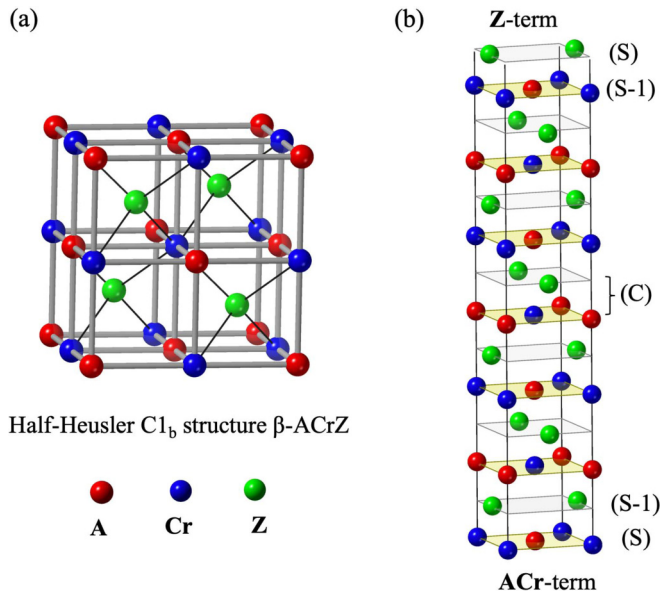 (a)
Half-Heusler C1b structure β-ACrZ
A
Cr
Z
(b)
Z-term
(S)
(S-1)
(C)
(S-1)
(S)
ACr-term